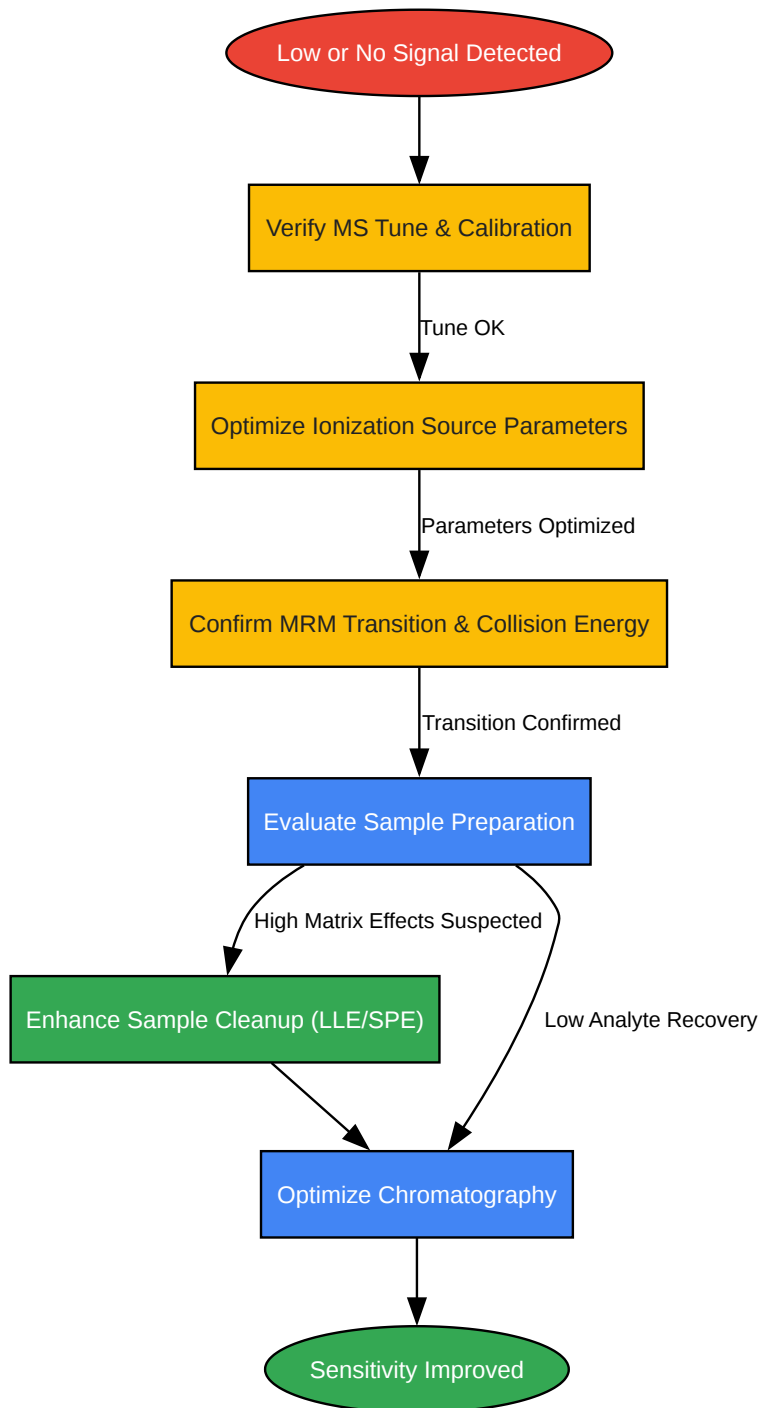 Low or No Signal Detected
Verify MS Tune & Calibration
Tune OK
Optimize Ionization Source Parameters
Parameters Optimized
Confirm MRM Transition & Collision Energy
Transition Confirmed
Evaluate Sample Preparation
High Matrix Effects Suspected
Enhance Sample Cleanup (LLE/SPE)
Low Analyte Recovery
Optimize Chromatography
Sensitivity Improved